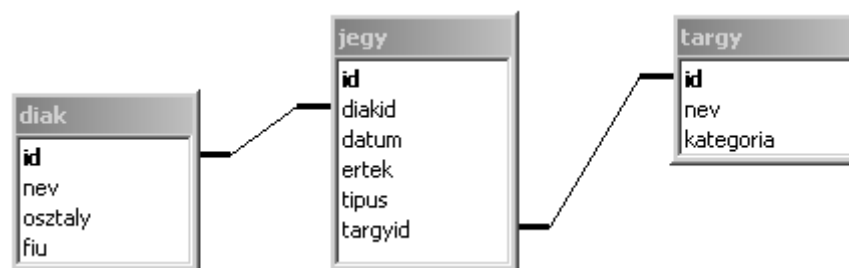 diak
id
nev
osztaly
fiu
jegy
id
diakid
datum
ertek
tipus
targyid
targy
id
nev
kategoria